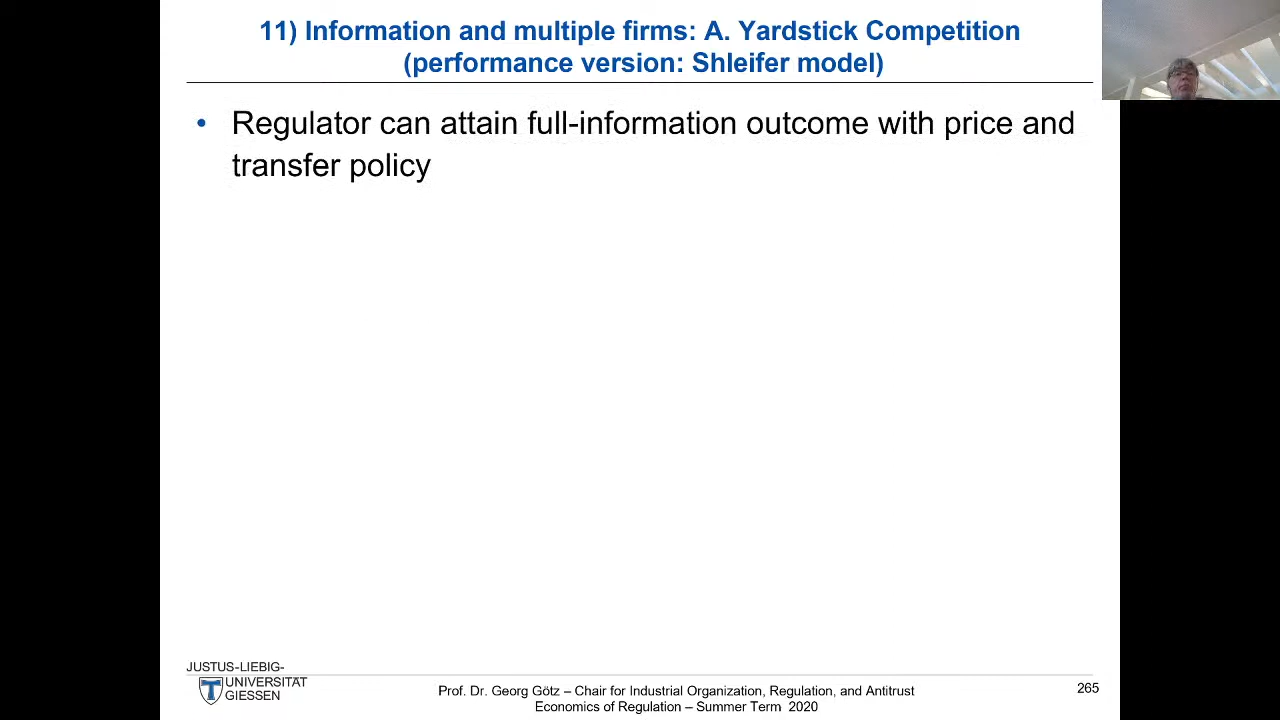 11) Information and multiple firms: A. Yardstick Competition
(performance version: Shleifer model)
• Regulator can attain full-information outcome with price and
transfer policy
JUSTUS-LIEBIG-
UNIVERSITÄT
GIESSEN
Prof. Dr. Georg Götz – Chair for Industrial Organization, Regulation, and Antitrust
Economics of Regulation – Summer Term 2020
265